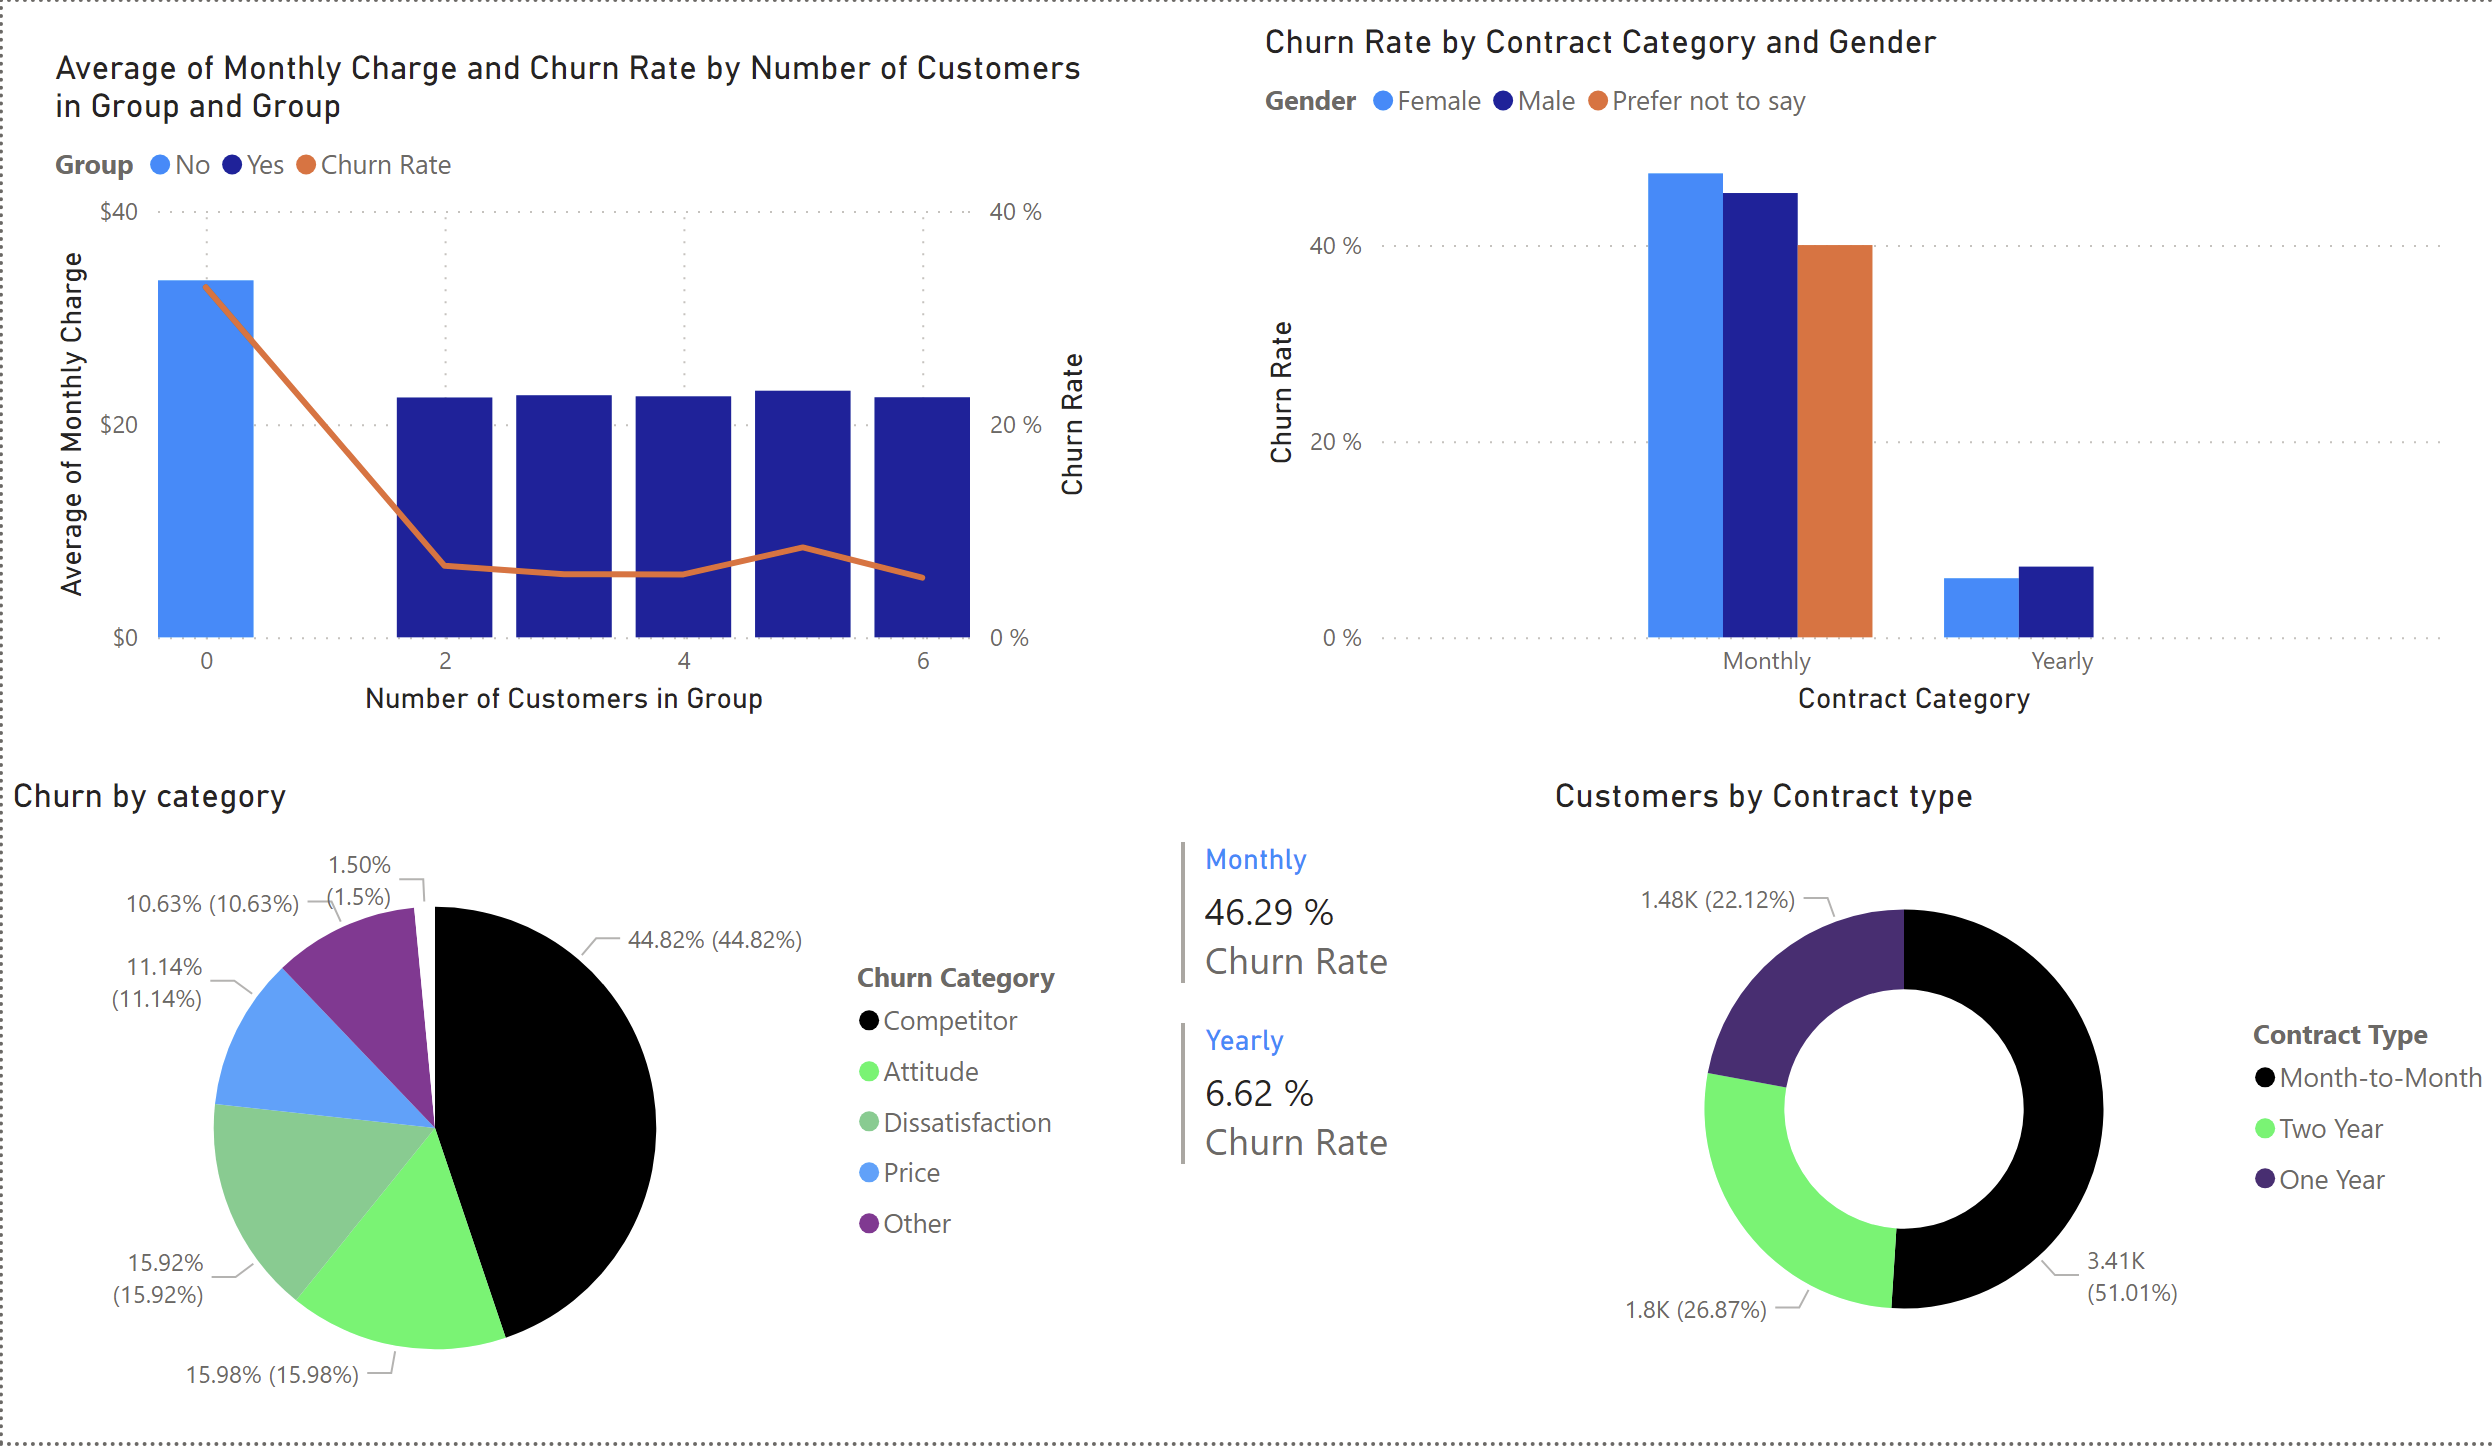 Average of Monthly Charge and Churn Rate by Number of Customers
in Group and Group
Group No Yes Churn Rate
$40
$20
$0
Average of Monthly Charge
40 %
20 %
0 %
Churn Rate
0 2 4 6
Number of Customers in Group
Churn Rate by Contract Category and Gender
Gender Female Male Prefer not to say
40 %
20 %
0 %
Churn Rate
Monthly Yearly
Contract Category
Churn by category
1.50%
(1.5%)
10.63% (10.63%)
11.14%
(11.14%)
15.92%
(15.92%)
15.98% (15.98%)
44.82% (44.82%)
Churn Category
Competitor
Attitude
Dissatisfaction
Price
Other
Monthly
46.29 %
Churn Rate
Yearly
6.62 %
Churn Rate
Customers by Contract type
1.48K (22.12%)
1.8K (26.87%)
3.41K
(51.01%)
Contract Type
Month-to-Month
Two Year
One Year